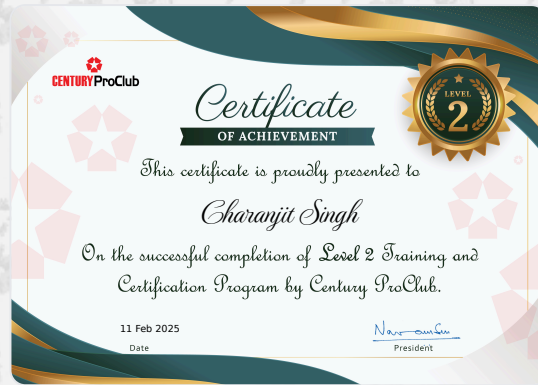 CENTURY ProClub
LEVEL
2
Certificate
OF ACHIEVEMENT
This certificate is proudly presented to
Charanjit Singh
On the successful completion of Level 2 Training and
Certification Program by Century ProClub.
11 Feb 2025
Date
President